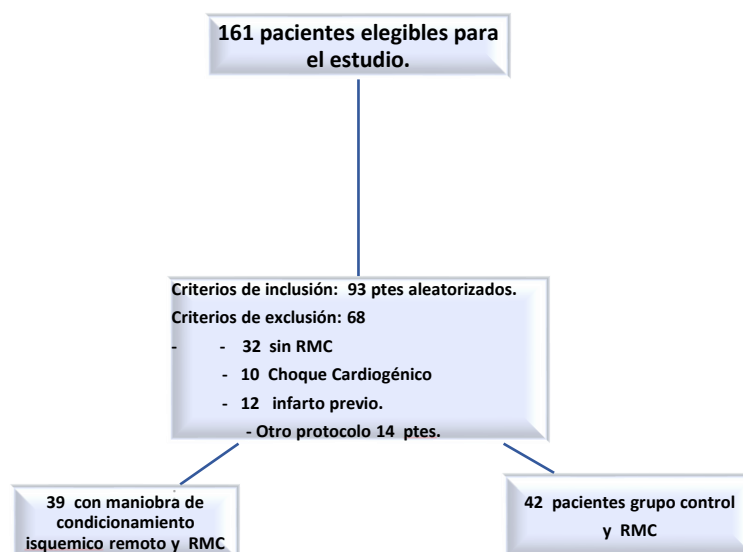 161 pacientes elegibles para
el estudio.
Criterios de inclusión: 93 ptes aleatorizados.
Criterios de exclusión: 68
- - 32 sin RMC
- 10 Choque Cardiogénico
- 12 infarto previo.
- Otro protocolo 14 ptes.
39 con maniobra de
condicionamiento
isquemico remoto y RMC
42 pacientes grupo control
y RMC